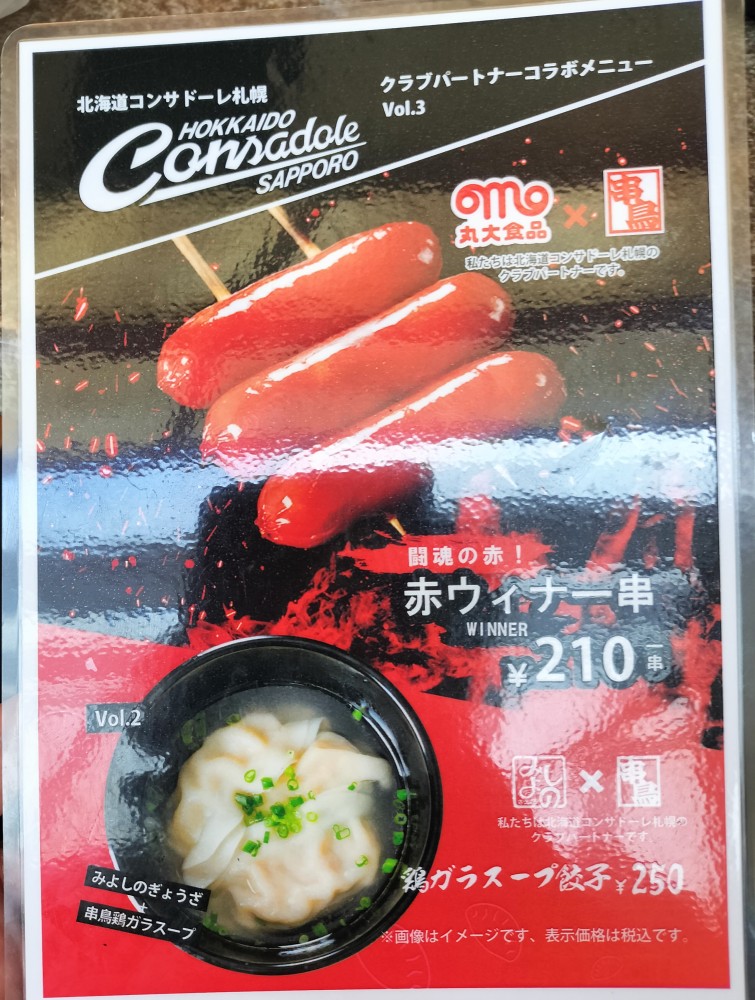 北海道コンサドーレ札幌
HOKKAIDO
Consadole
SAPPORO
クラブパートナーコラボメニュー
Vol.3
丸大食品 × 串鳥
私たちは北海道コンサドーレ札幌の
クラブパートナーです。
闘魂の赤!
赤ウィナー串
WINNER
¥210 一串
Vol.2
みよしの × 串鳥
私たちは北海道コンサドーレ札幌の
クラブパートナーです
みよしのぎょうざ
+
串鳥鶏ガラスープ
鶏ガラスープ餃子 ¥250
※画像はイメージです、表示価格は税込です。